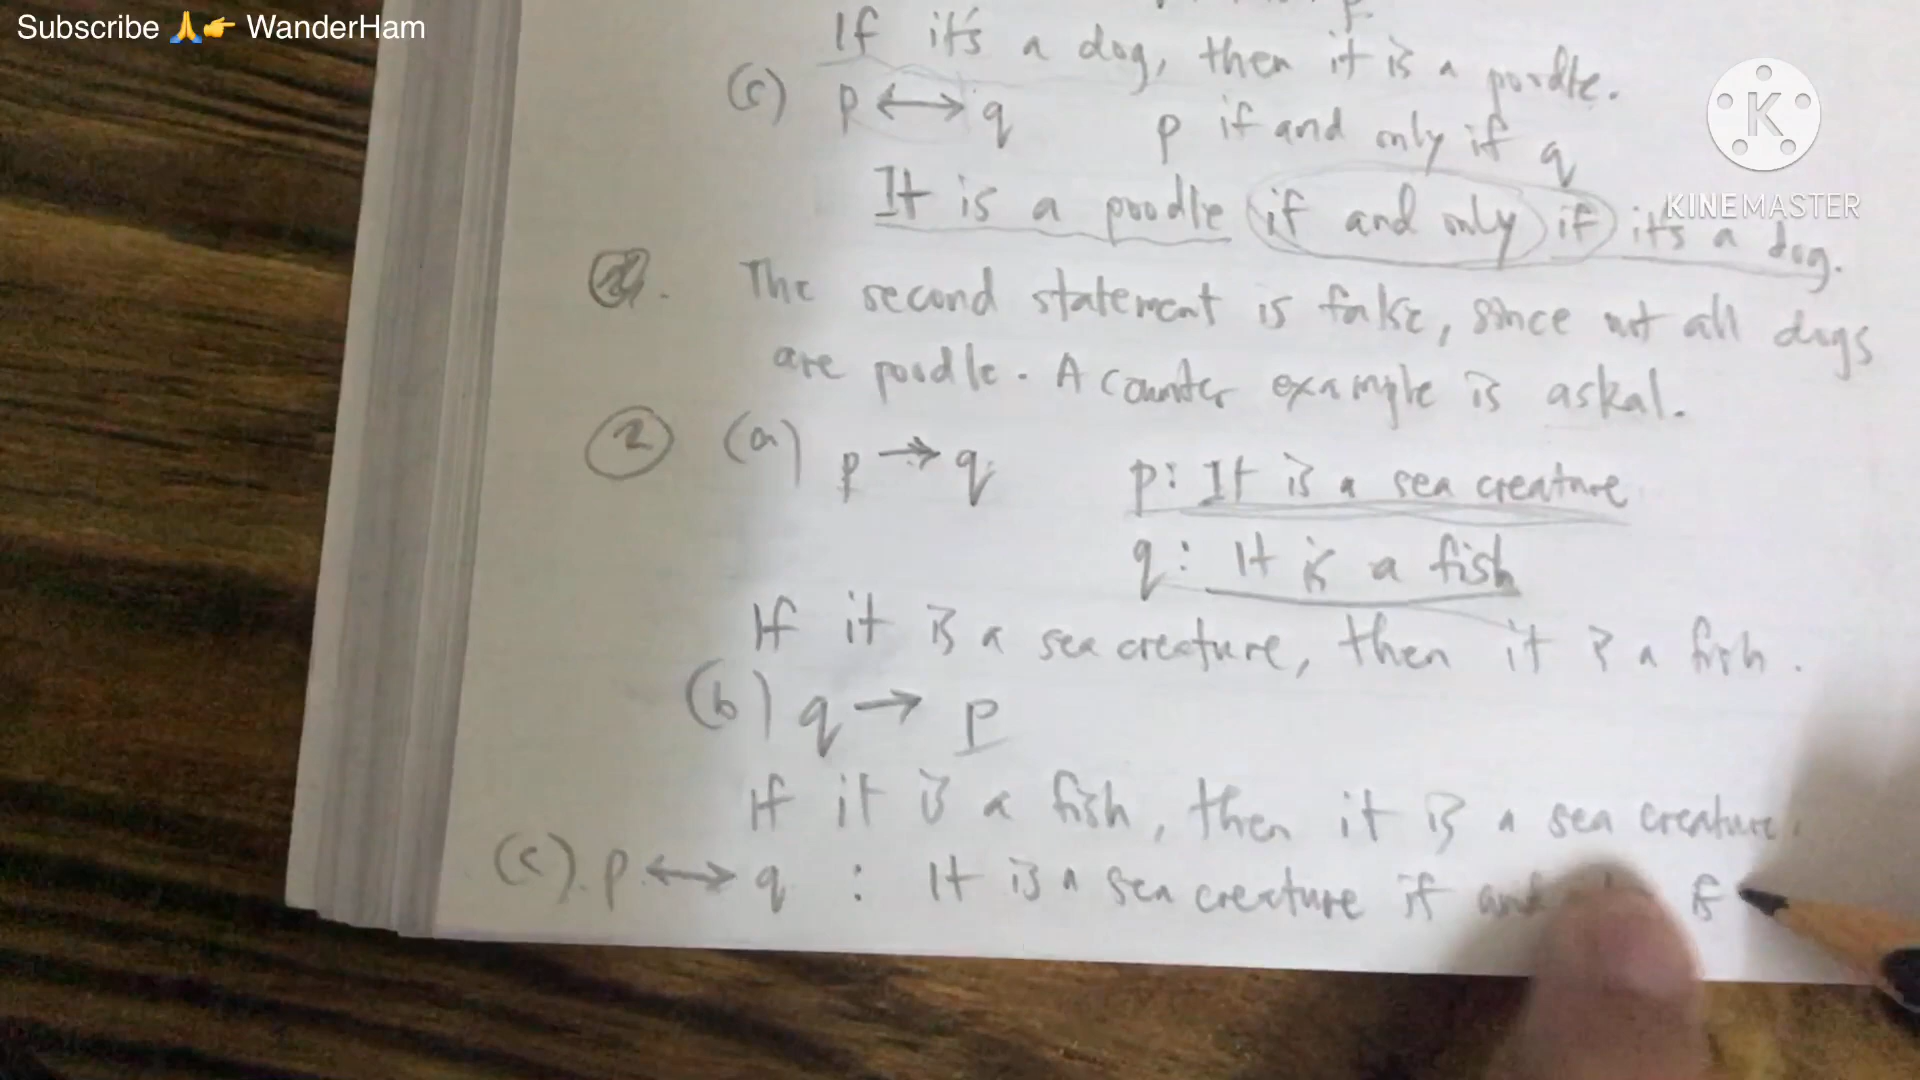 Subscribe 🙏👉 WanderHam
If it's a dog, then it is a poodle.
(c) p ↔ q p if and only if q
KINEMASTER
It is a poodle if and only if it's a dog.
The second statement is false, since not all dogs
are poodle. A counter example is askal.
2 (a) p → q p: It is a sea creature
q: It is a fish
If it is a sea creature, then it is a fish.
(b) q → p
If it is a fish, then it is a sea creature.
(c). p ↔ q : It is a sea creature if and if